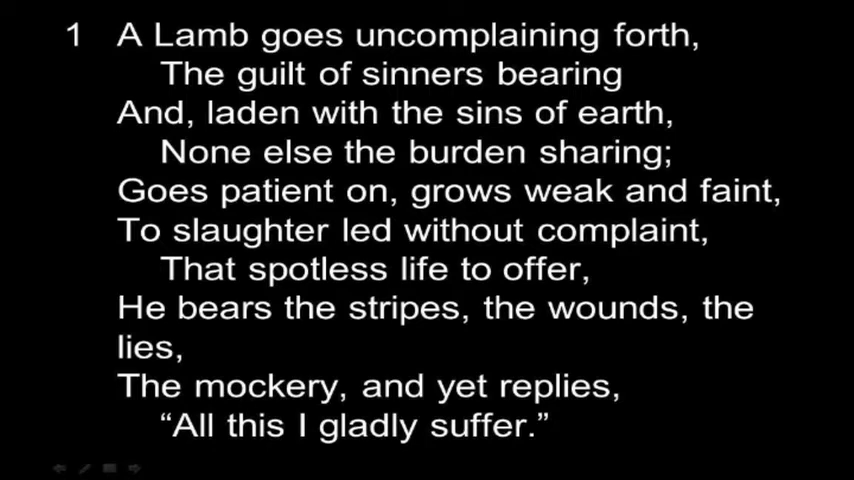 1 A Lamb goes uncomplaining forth,
The guilt of sinners bearing
And, laden with the sins of earth,
None else the burden sharing;
Goes patient on, grows weak and faint,
To slaughter led without complaint,
That spotless life to offer,
He bears the stripes, the wounds, the
lies,
The mockery, and yet replies,
“All this I gladly suffer.”